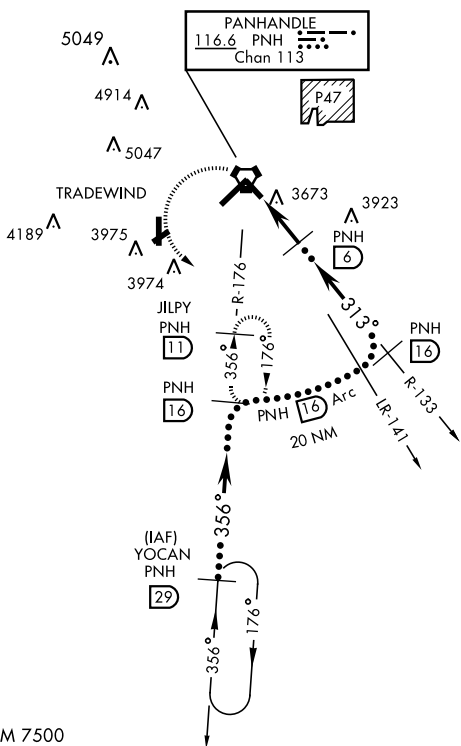 PANHANDLE
116.6 PNH
Chan 113
5049
4914
5047
P47
TRADEWIND
3673
3923
4189
3975
3974
PNH
6
R-176
313°
JILPY
PNH
11
356°
176°
PNH
16
PNH
16
PNH 16 Arc
20 NM
R-133
LR-141
356°
(IAF)
YOCAN
PNH
29
356°
176°
M 7500